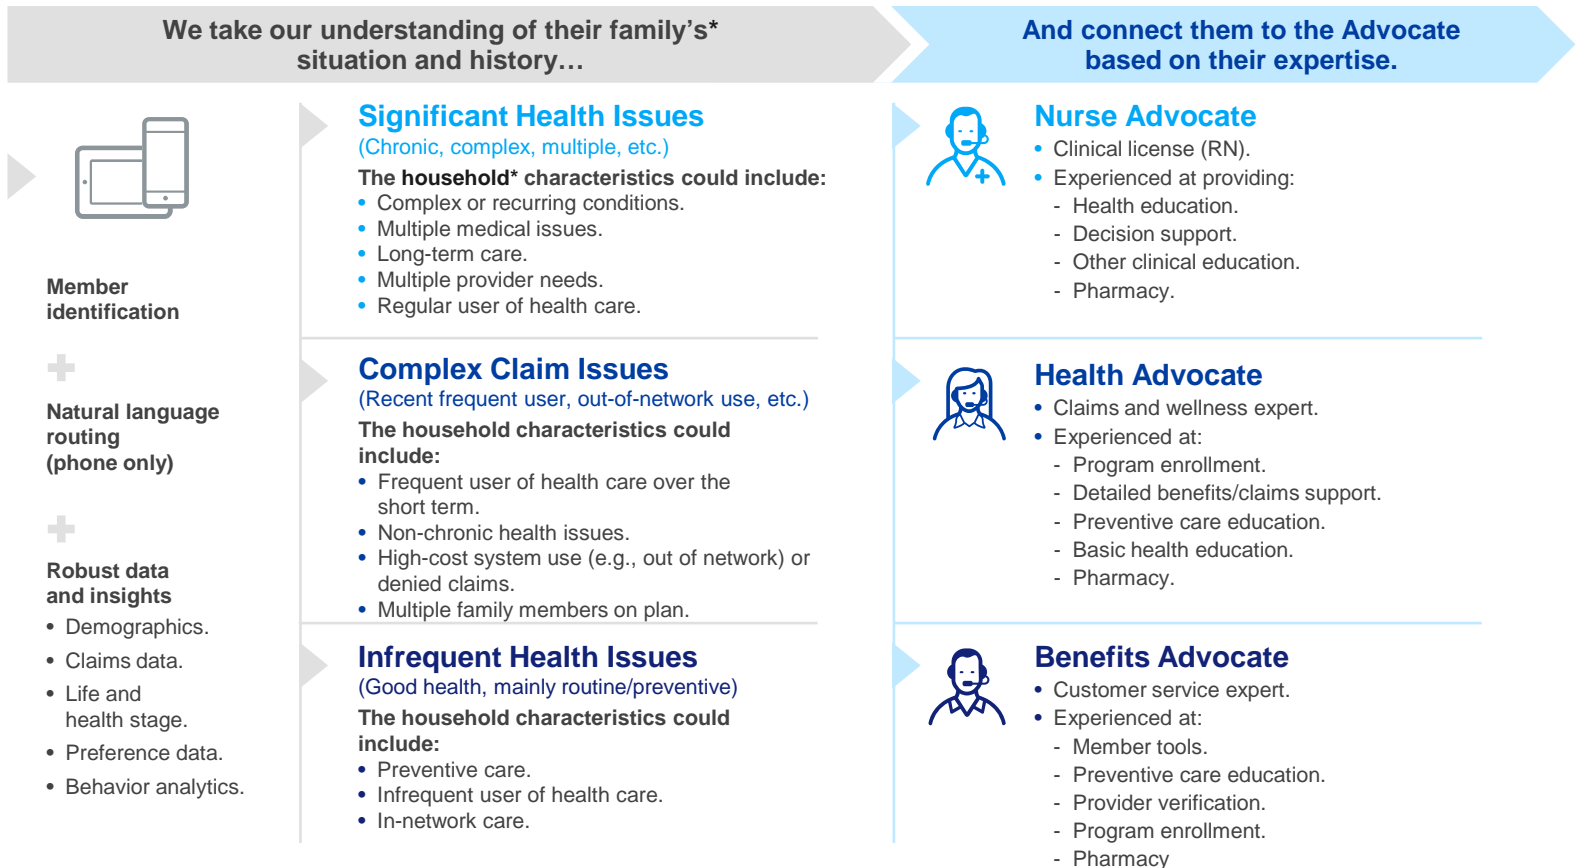 We take our understanding of their family’s*
situation and history…
And connect them to the Advocate
based on their expertise.
Member
identification
Natural language
routing
(phone only)
Robust data
and insights
• Demographics.
• Claims data.
• Life and
health stage.
• Preference data.
• Behavior analytics.
Significant Health Issues
(Chronic, complex, multiple, etc.)
The household* characteristics could include:
• Complex or recurring conditions.
• Multiple medical issues.
• Long-term care.
• Multiple provider needs.
• Regular user of health care.
Nurse Advocate
• Clinical license (RN).
• Experienced at providing:
- Health education.
- Decision support.
- Other clinical education.
- Pharmacy.
Complex Claim Issues
(Recent frequent user, out-of-network use, etc.)
The household characteristics could
include:
• Frequent user of health care over the
short term.
• Non-chronic health issues.
• High-cost system use (e.g., out of network) or
denied claims.
• Multiple family members on plan.
Health Advocate
• Claims and wellness expert.
• Experienced at:
- Program enrollment.
- Detailed benefits/claims support.
- Preventive care education.
- Basic health education.
- Pharmacy.
Infrequent Health Issues
(Good health, mainly routine/preventive)
The household characteristics could
include:
• Preventive care.
• Infrequent user of health care.
• In-network care.
Benefits Advocate
• Customer service expert.
• Experienced at:
- Member tools.
- Preventive care education.
- Provider verification.
- Program enrollment.
- Pharmacy